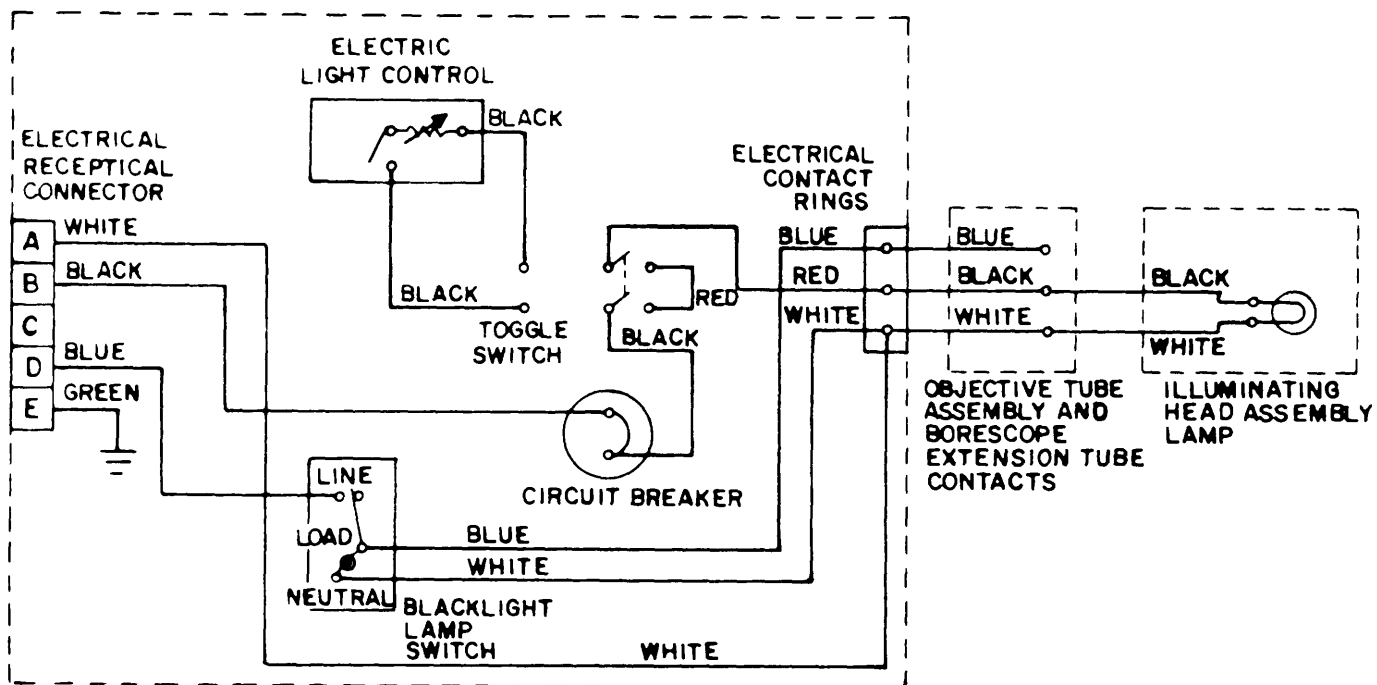 ELECTRIC
LIGHT CONTROL
BLACK
ELECTRICAL
RECEPTICAL
CONNECTOR
ELECTRICAL
CONTACT
RINGS
A
WHITE
B
BLACK
C
D
BLUE
E
GREEN
BLACK
TOGGLE
SWITCH
RED
BLACK
BLUE
RED
WHITE
BLUE
BLACK
WHITE
BLACK
WHITE
OBJECTIVE TUBE
ASSEMBLY AND
BORESCOPE
EXTENSION TUBE
CONTACTS
ILLUMINATING
HEAD ASSEMBLY
LAMP
CIRCUIT BREAKER
LINE
LOAD
NEUTRAL
BLUE
WHITE
BLACKLIGHT
LAMP
SWITCH
WHITE